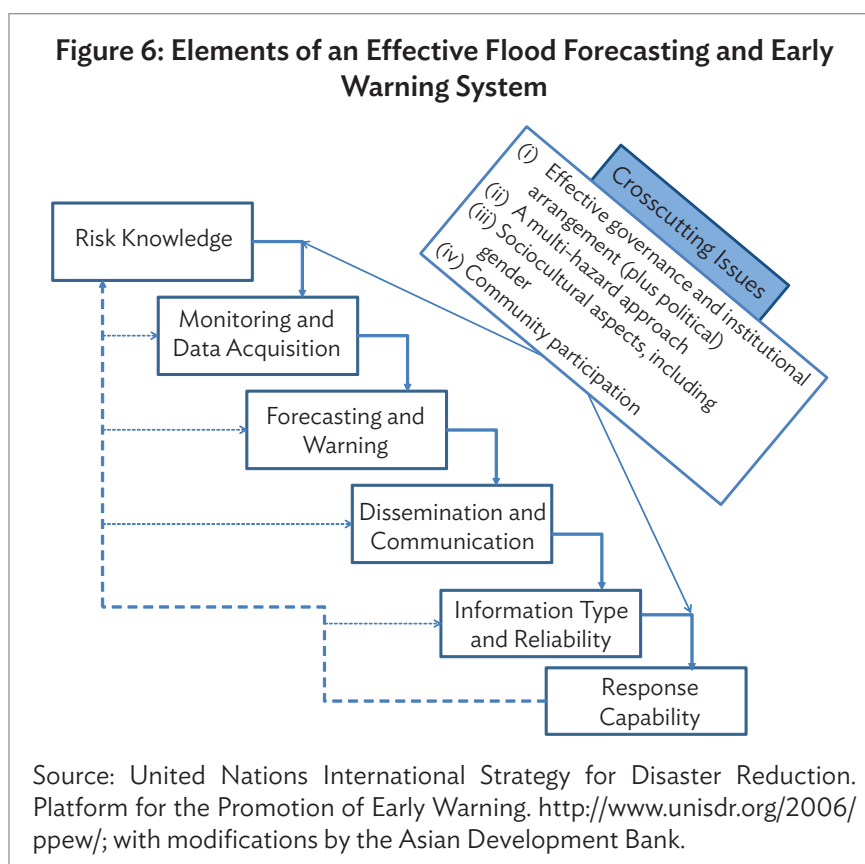 Figure 6: Elements of an Effective Flood Forecasting and Early
Warning System
Crosscutting Issues
(i) Effective governance and institutional
arrangement (plus political)
(ii) A multi-hazard approach
(iii) Sociocultural aspects, including
gender
(iv) Community participation
Risk Knowledge
Monitoring and
Data Acquisition
Forecasting and
Warning
Dissemination and
Communication
Information Type
and Reliability
Response
Capability
Source: United Nations International Strategy for Disaster Reduction.
Platform for the Promotion of Early Warning. http://www.unisdr.org/2006/
ppew/; with modifications by the Asian Development Bank.